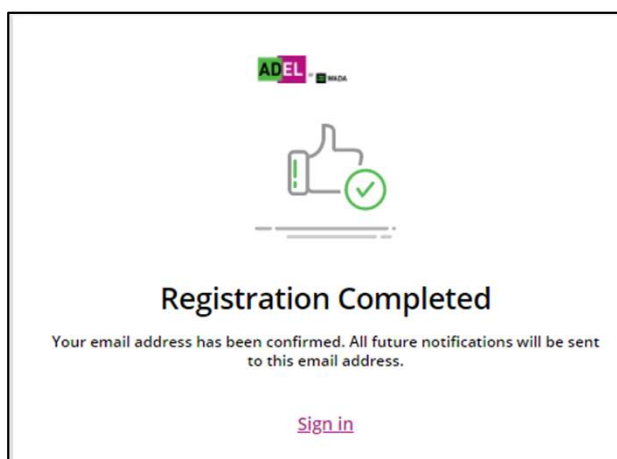 ADEL WADA
Registration Completed
Your email address has been confirmed. All future notifications will be sent
to this email address.
Sign in